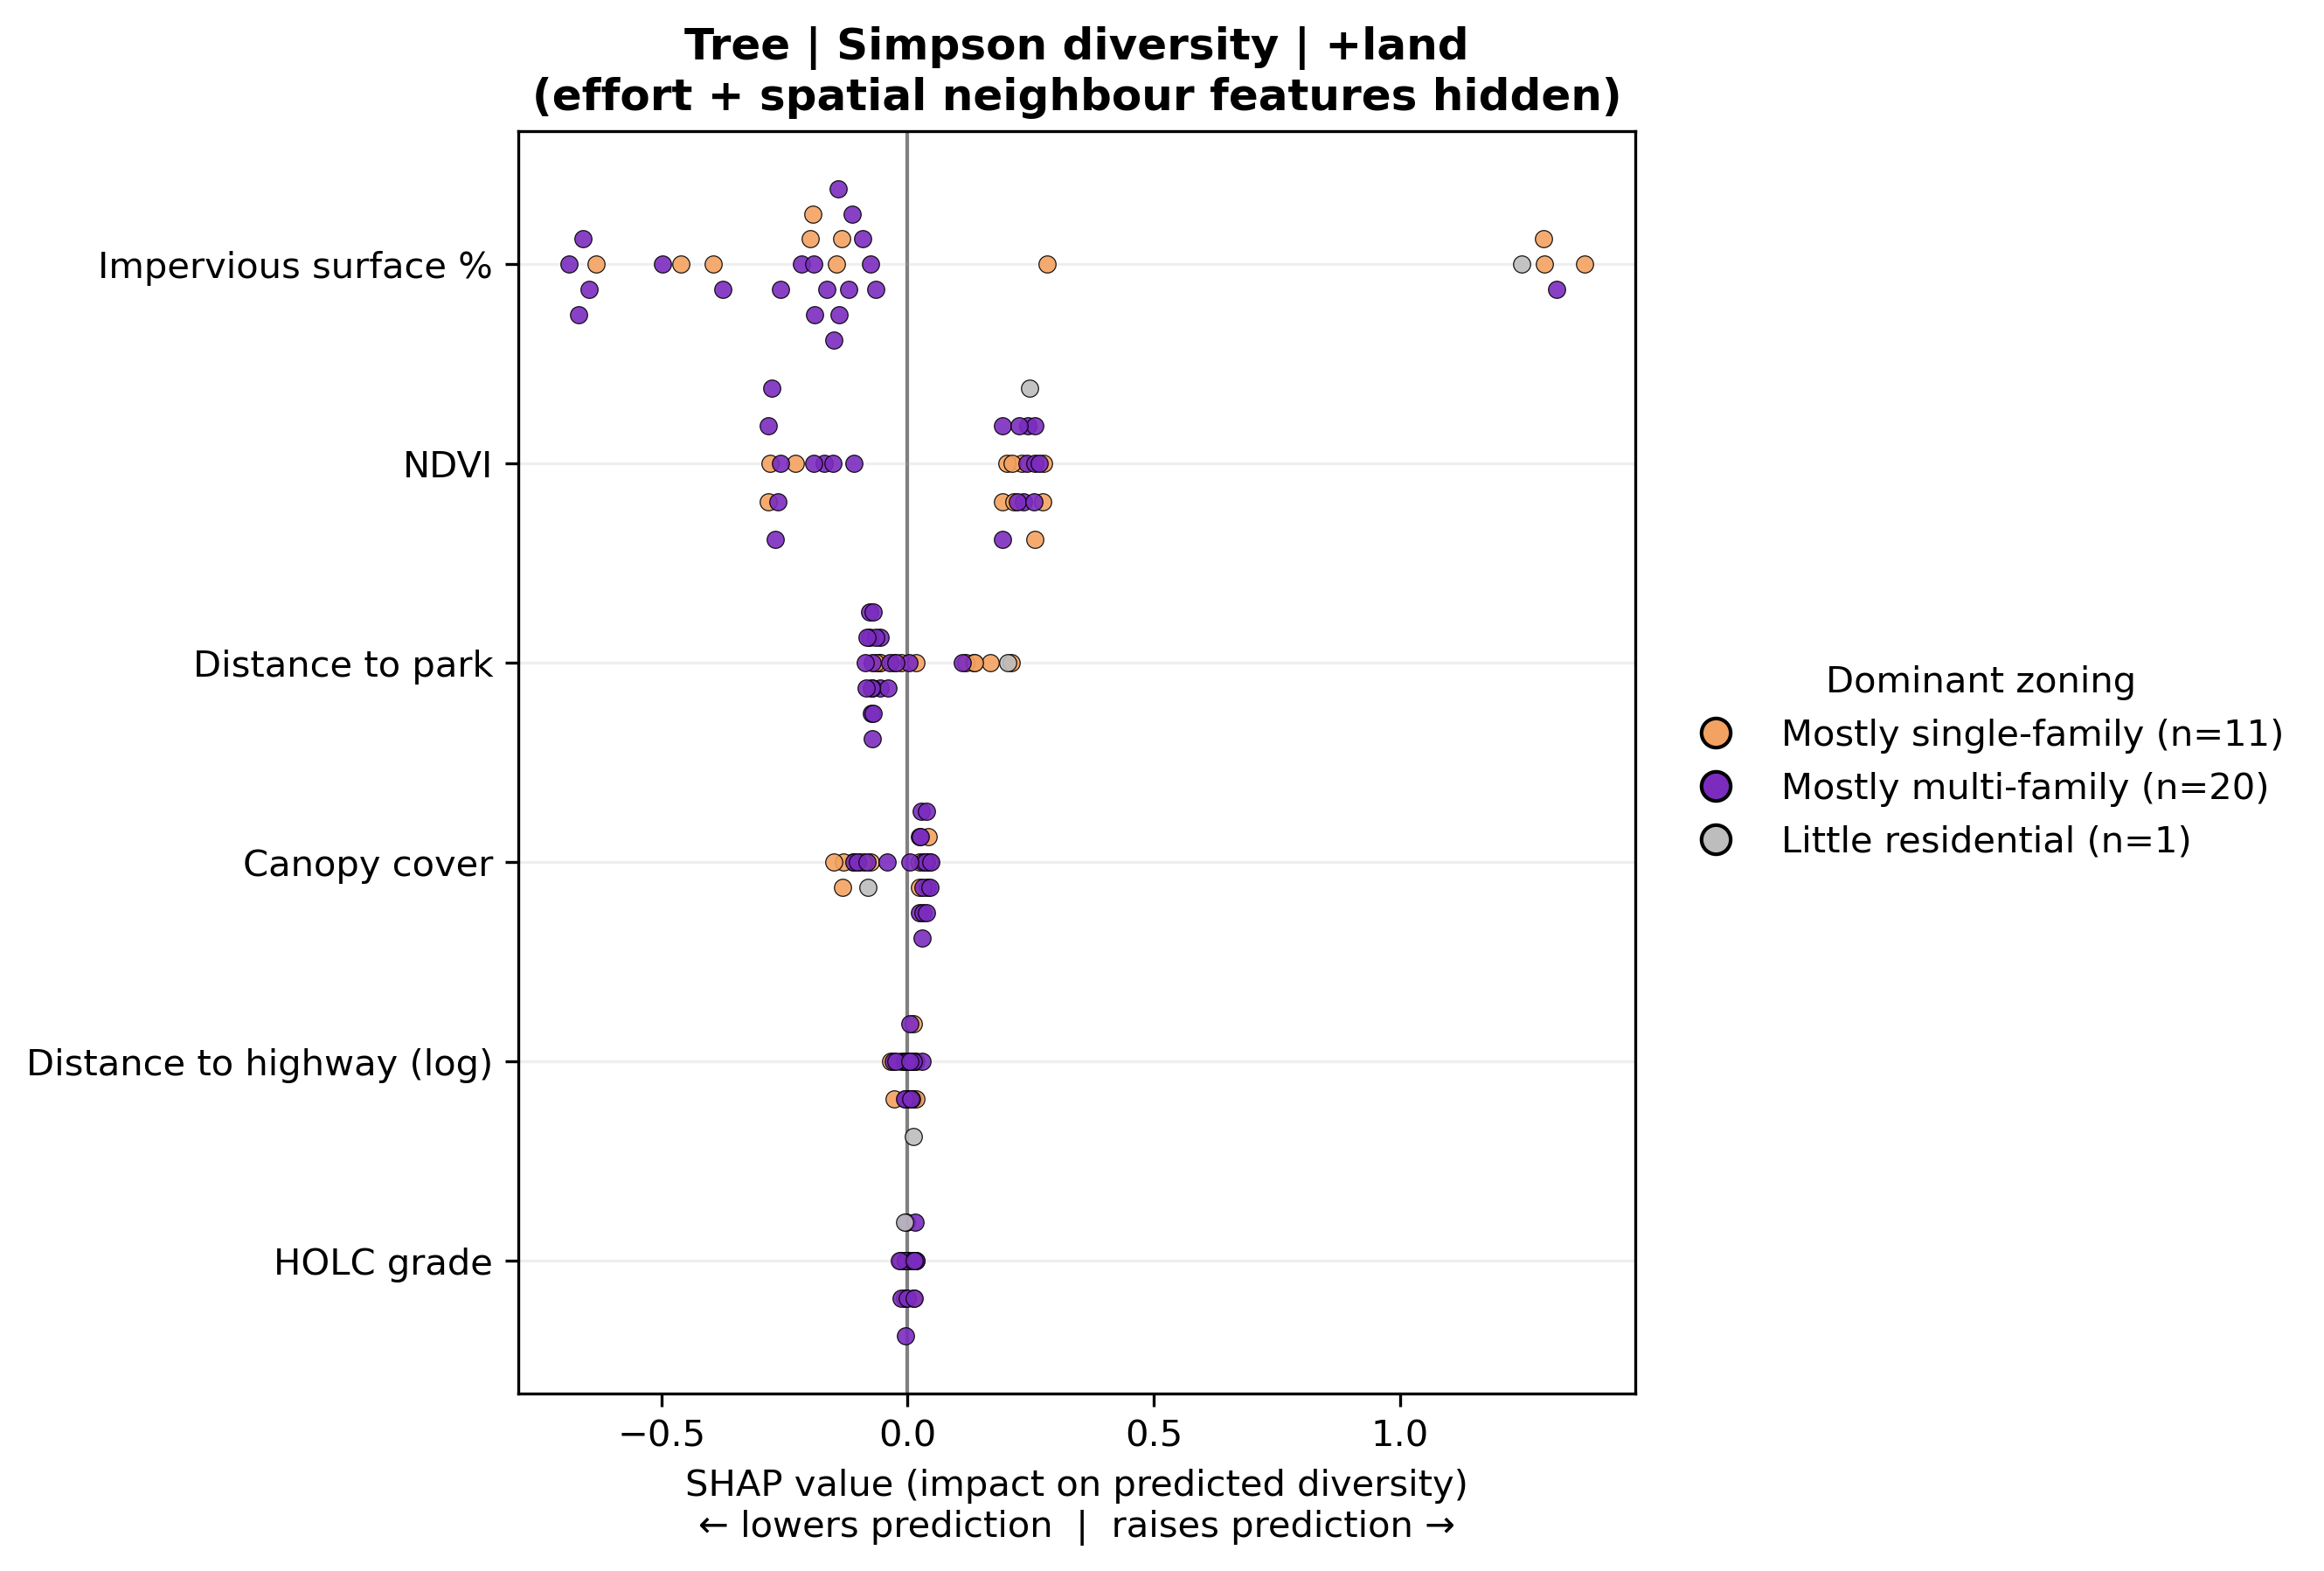 Tree | Simpson diversity | +land
(effort + spatial neighbour features hidden)
Impervious surface %
NDVI
Distance to park
Canopy cover
Distance to highway (log)
HOLC grade
−0.5
0.0
0.5
1.0
SHAP value (impact on predicted diversity)
← lowers prediction | raises prediction →
Dominant zoning
Mostly single-family (n=11)
Mostly multi-family (n=20)
Little residential (n=1)